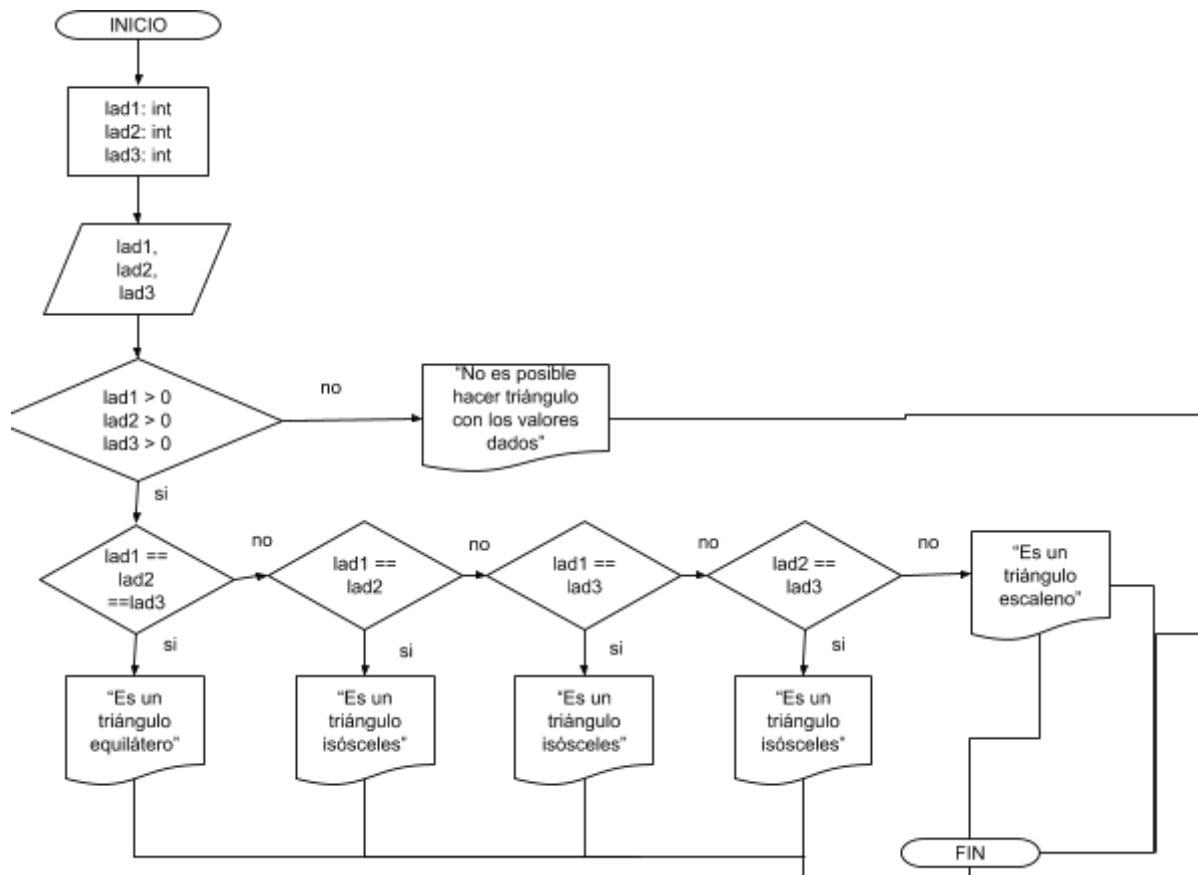 INICIO
lad1: int
lad2: int
lad3: int
lad1,
lad2,
lad3
lad1 > 0
lad2 > 0
lad3 > 0
no
“No es posible
hacer triángulo
con los valores
dados”
si
lad1 ==
lad2
==lad3
no
lad1 ==
lad2
no
lad1 ==
lad3
no
lad2 ==
lad3
no
“Es un
triángulo
escaleno”
si
si
si
si
“Es un
triángulo
equilátero”
“Es un
triángulo
isósceles”
“Es un
triángulo
isósceles”
“Es un
triángulo
isósceles”
FIN